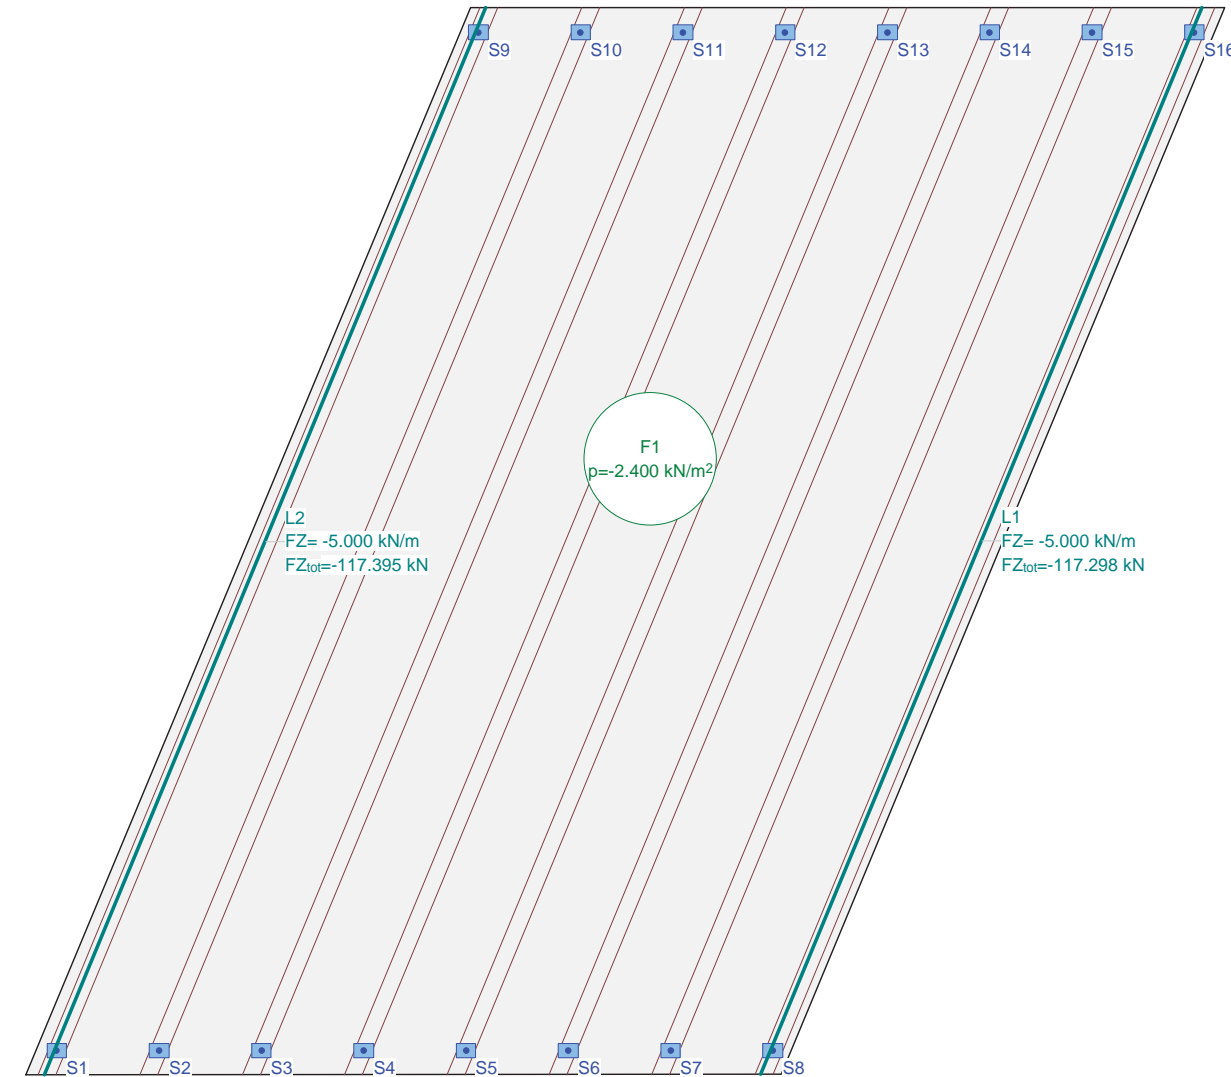 S9
S10
S11
S12
S13
S14
S15
S16
F1
p=-2.400 kN/m²
L2
FZ= -5.000 kN/m
FZtot=-117.395 kN
L1
FZ= -5.000 kN/m
FZtot=-117.298 kN
S1
S2
S3
S4
S5
S6
S7
S8